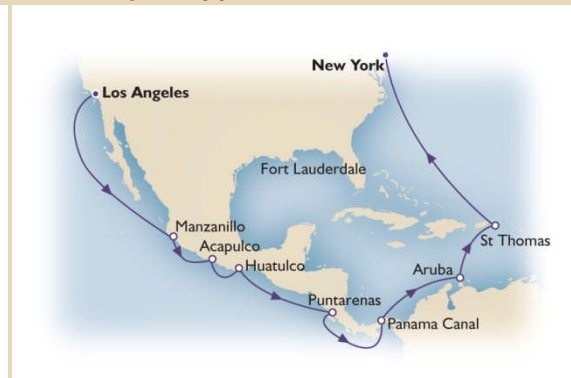 New York
Los Angeles
Fort Lauderdale
Manzanillo
Acapulco
St Thomas
Huatulco
Aruba
Puntarenas
Panama Canal